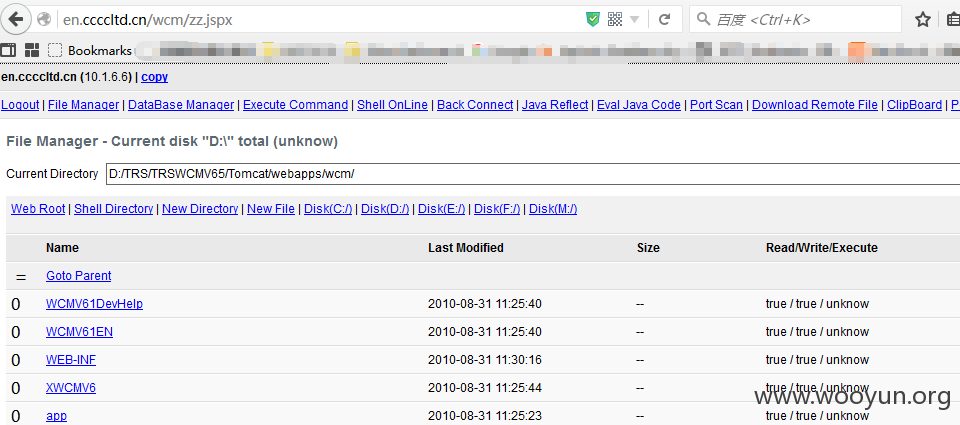 en.ccccltd.cn/wcm/zz.jspx 百度 <Ctrl+K>
Bookmarks
en.ccccltd.cn (10.1.6.6) | copy
Logout | File Manager | DataBase Manager | Execute Command | Shell OnLine | Back Connect | Java Reflect | Eval Java Code | Port Scan | Download Remote File | ClipBoard | P
File Manager - Current disk "D:\" total (unknow)
Current Directory D:/TRS/TRSWCMV65/Tomcat/webapps/wcm/
Web Root | Shell Directory | New Directory | New File | Disk(C:/) | Disk(D:/) | Disk(E:/) | Disk(F:/) | Disk(M:/)
Name Last Modified Size Read/Write/Execute
= Goto Parent
0 WCMV61DevHelp 2010-08-31 11:25:40 -- true / true / unknow
0 WCMV61EN 2010-08-31 11:25:40 -- true / true / unknow
0 WEB-INF 2010-08-31 11:30:16 -- true / true / unknow
0 XWCMV6 2010-08-31 11:25:44 -- true / true / unknow
0 app 2010-08-31 11:25:23 -- true / true / unknow
www.wooyun.org